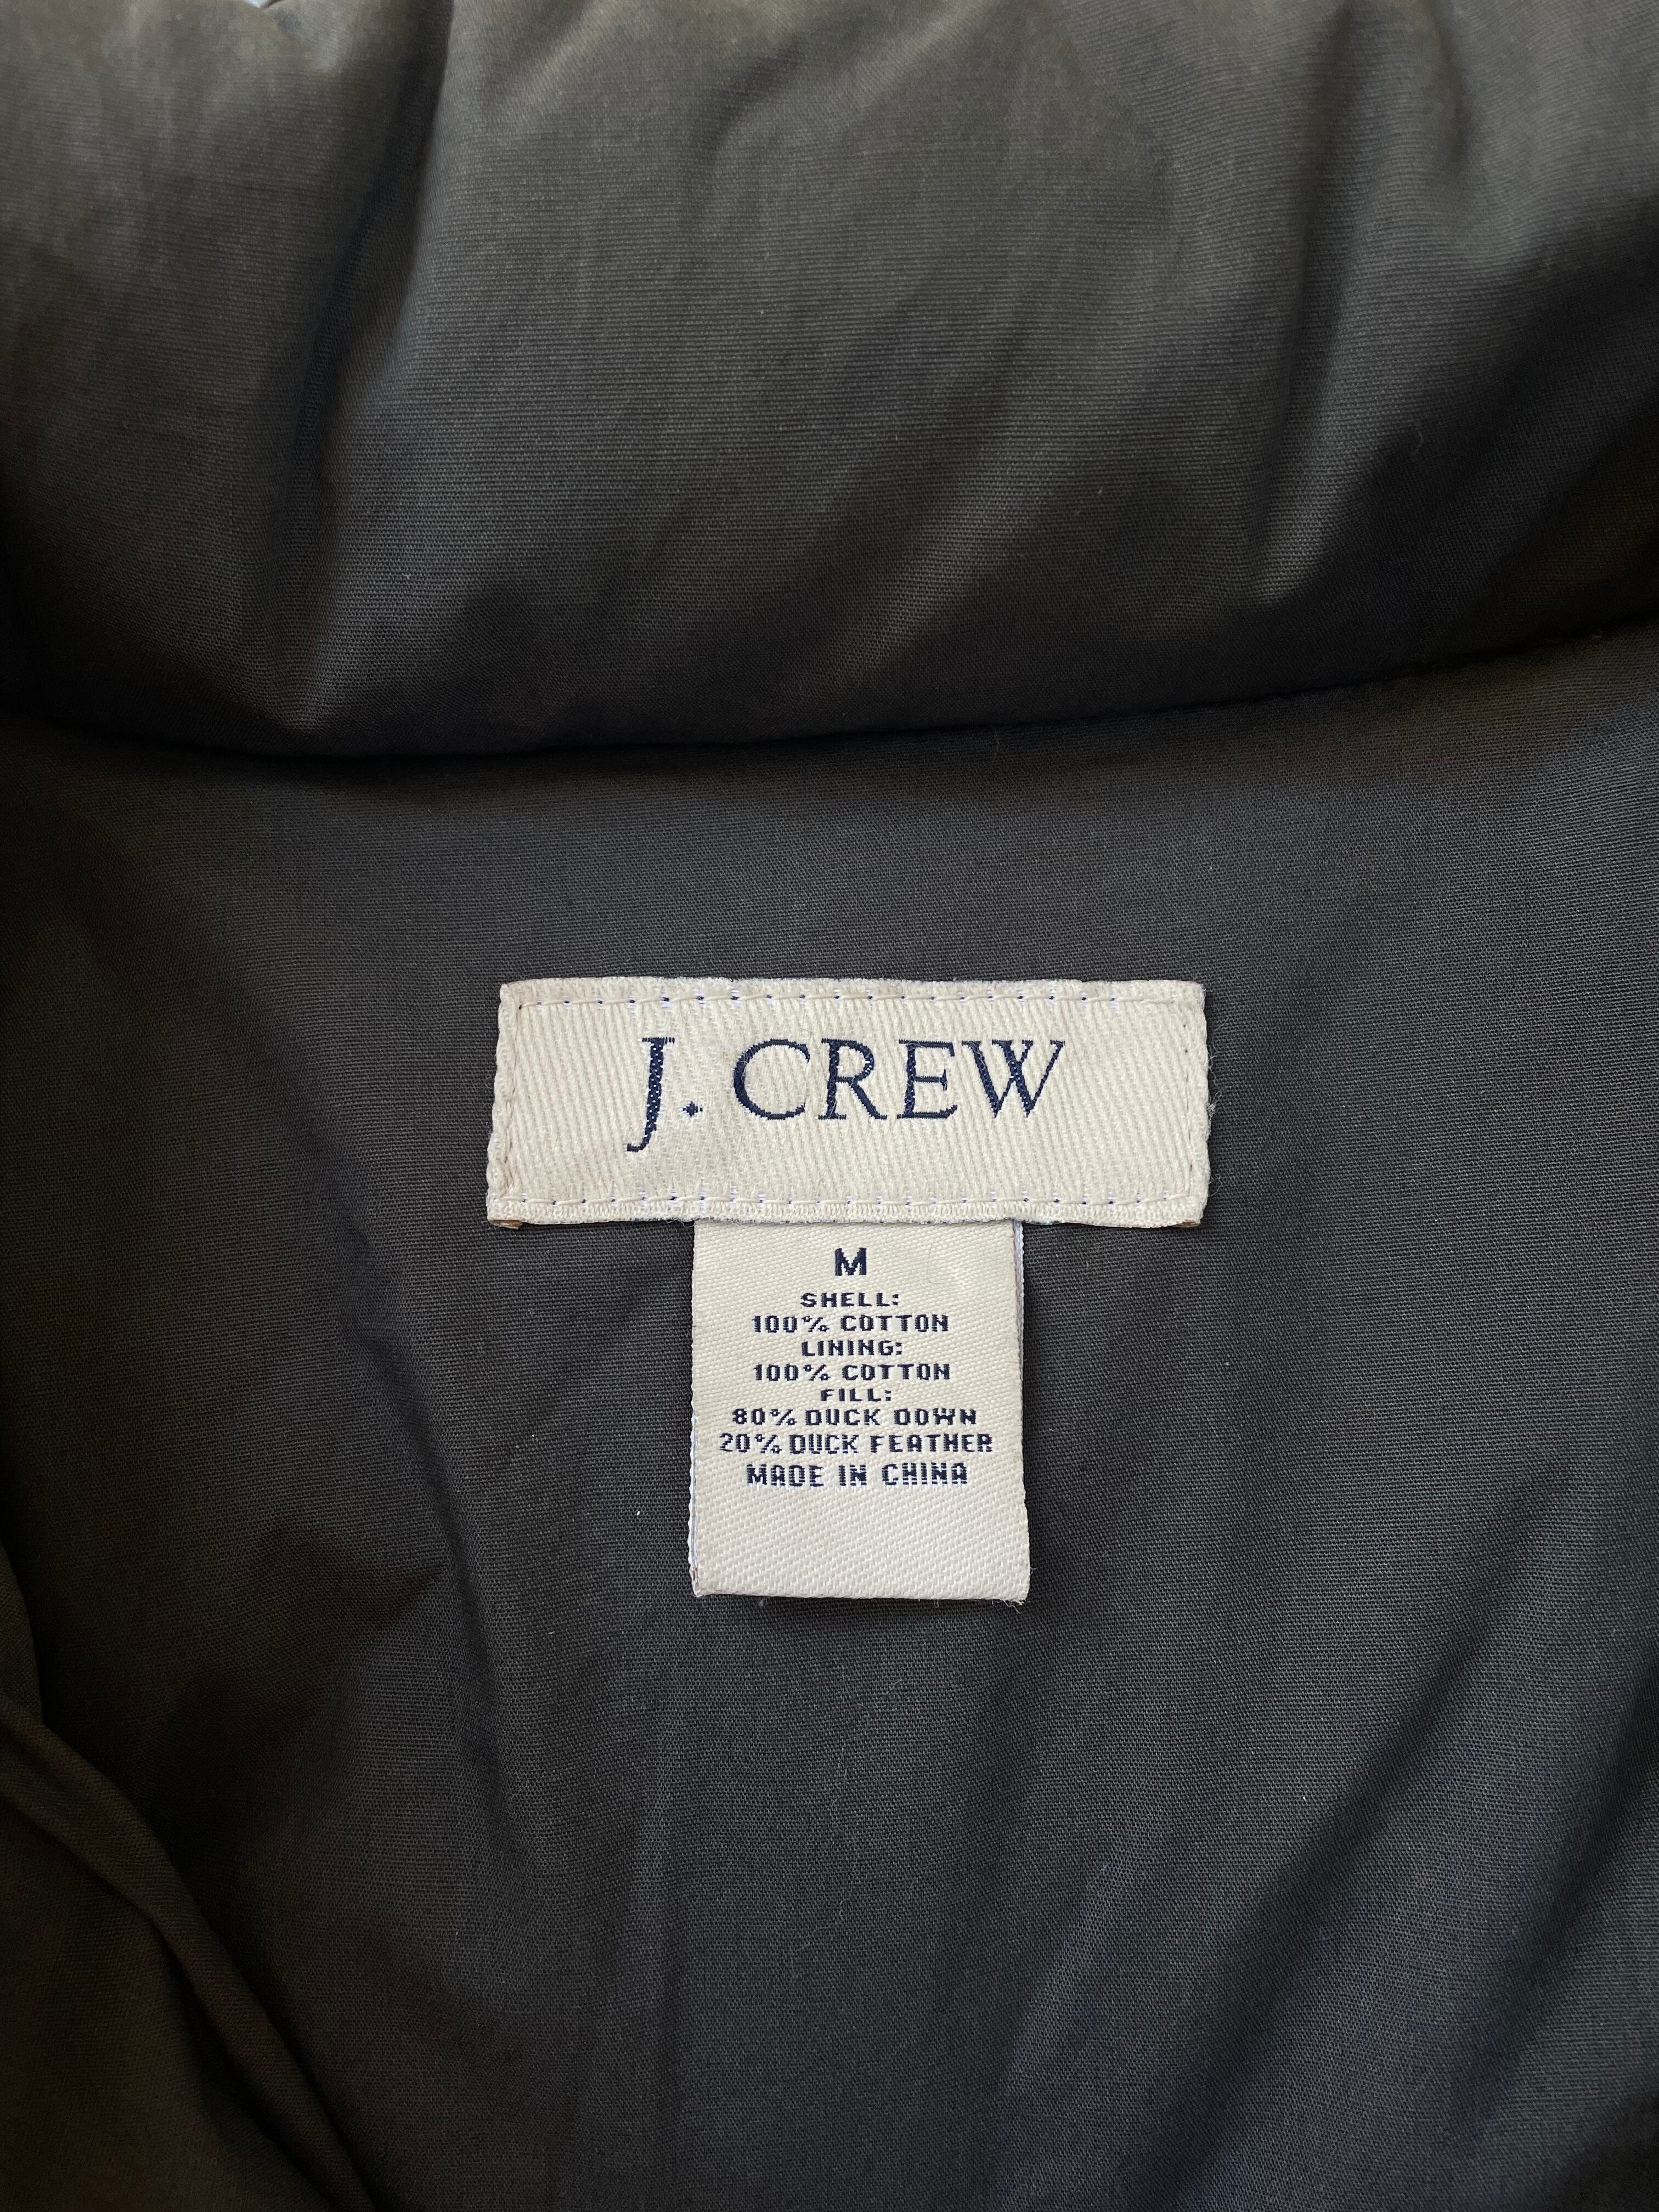 J. CREW
M
SHELL:
100% COTTON
LINING:
100% COTTON
FILL:
80% DUCK DOWN
20% DUCK FEATHER
MADE IN CHINA